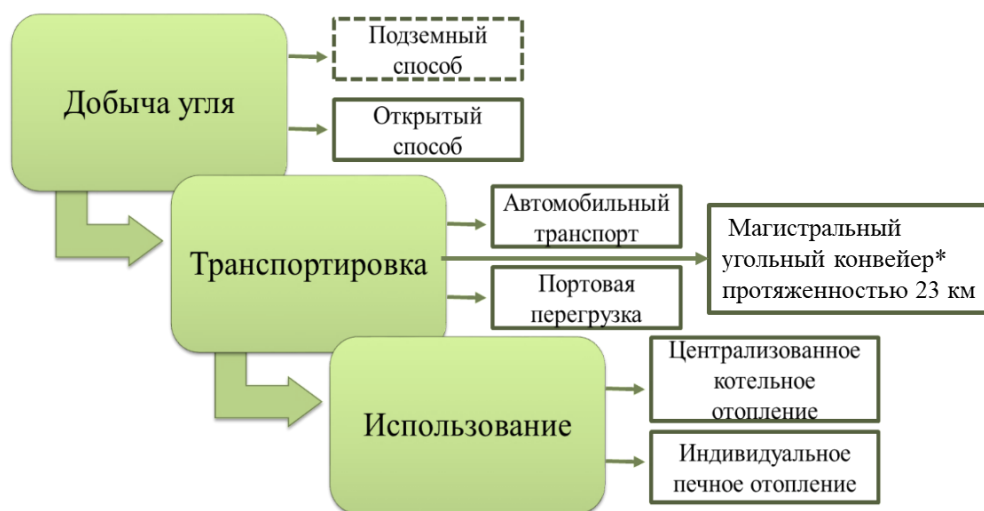 Добыча угля
Подземный
способ
Открытый
способ
Транспортировка
Автомобильный
транспорт
Магистральный
угольный конвейер*
протяженностью 23 км
Портовая
перегрузка
Использование
Централизованное
котельное
отопление
Индивидуальное
печное отопление